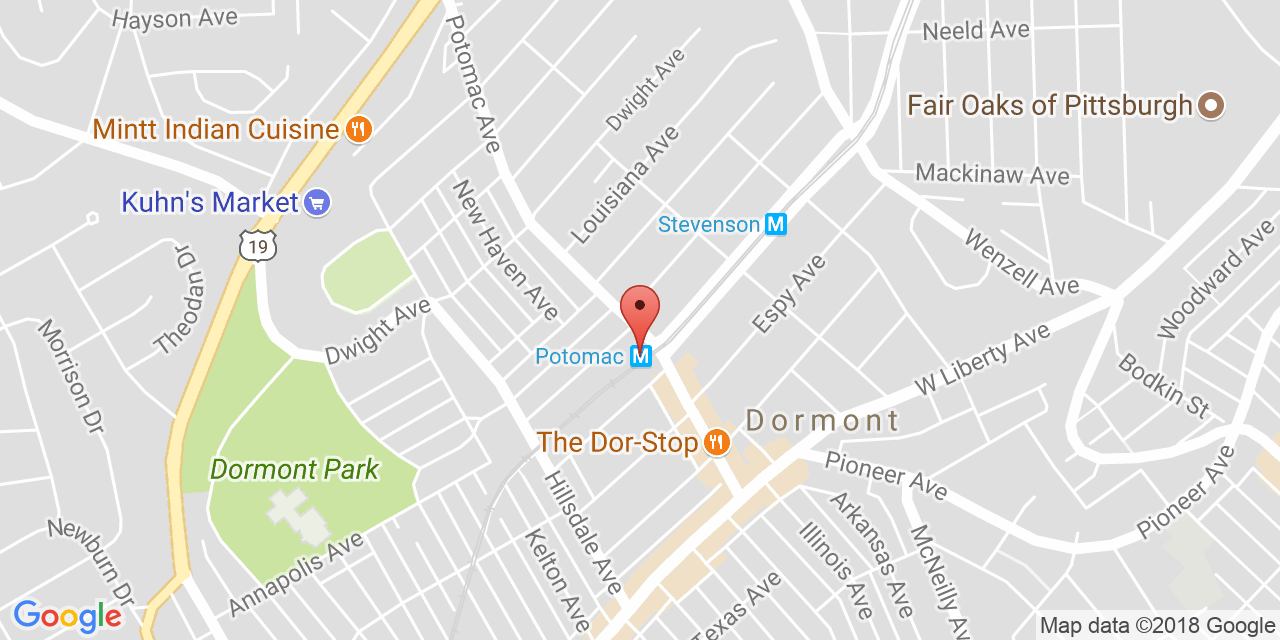 Hayson Ave
Potomac Ave
Dwight Ave
Neeld Ave
Fair Oaks of Pittsburgh
Mintt Indian Cuisine
Louisiana Ave
Mackinaw Ave
Kuhn's Market
New Haven Ave
Stevenson M
19
Theodan Dr
Wenzell Ave
Woodward Ave
Espy Ave
Dwight Ave
Morrison Dr
Potomac M
W Liberty Ave
Bodkin St
Dormont
The Dor-Stop
Dormont Park
Pioneer Ave
Pioneer Ave
Hillsdale Ave
Kelton Ave
Arkansas Ave
Illinois Ave
McNeilly Av
Newburn Dr
Annapolis Ave
Texas Ave
Google
Map data ©2018 Google